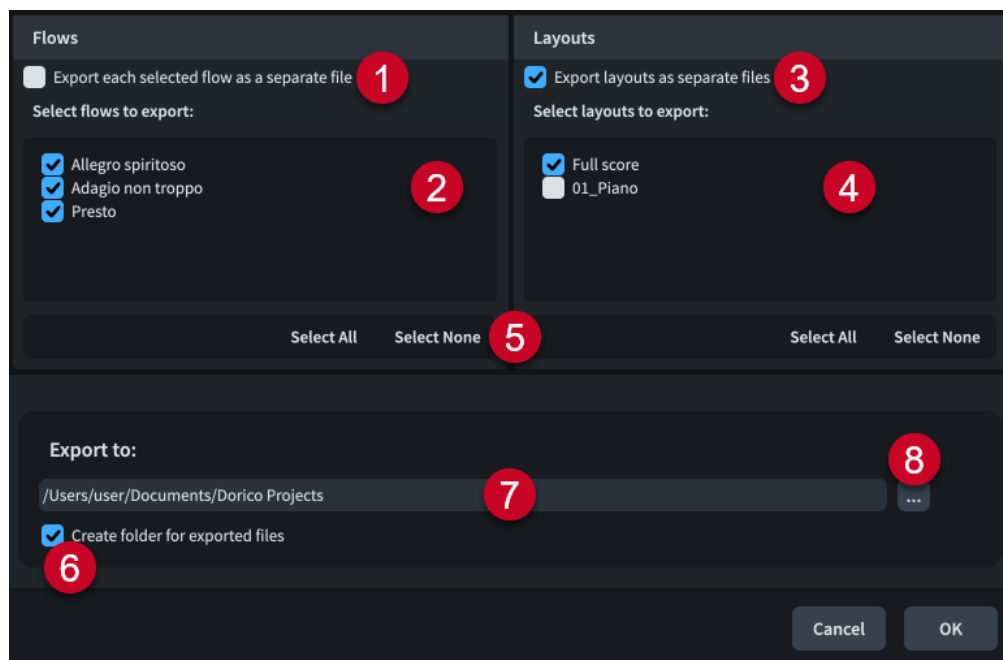 Flows
Export each selected flow as a separate file 1
Select flows to export:
Allegro spiritoso
Adagio non troppo
Presto
2
Layouts
Export layouts as separate files 3
Select layouts to export:
Full score
01_Piano
4
Select All Select None 5 Select All Select None
Export to:
8
/Users/user/Documents/Dorico Projects 7 ...
Create folder for exported files
6
Cancel OK